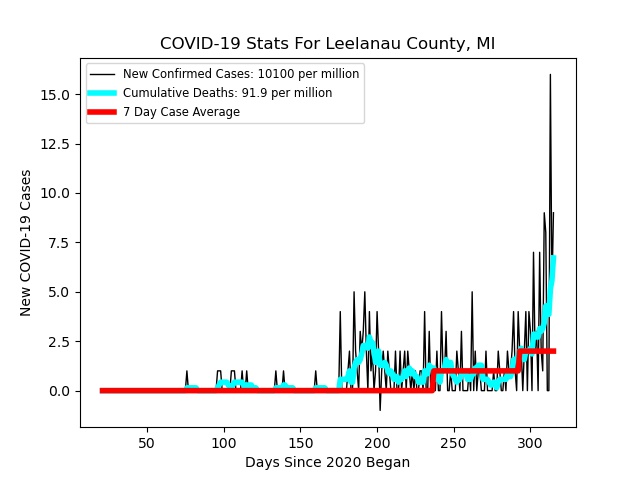 COVID-19 Stats For Leelanau County, MI
New Confirmed Cases: 10100 per million
Cumulative Deaths: 91.9 per million
7 Day Case Average
New COVID-19 Cases
15.0
12.5
10.0
7.5
5.0
2.5
0.0
50 100 150 200 250 300
Days Since 2020 Began